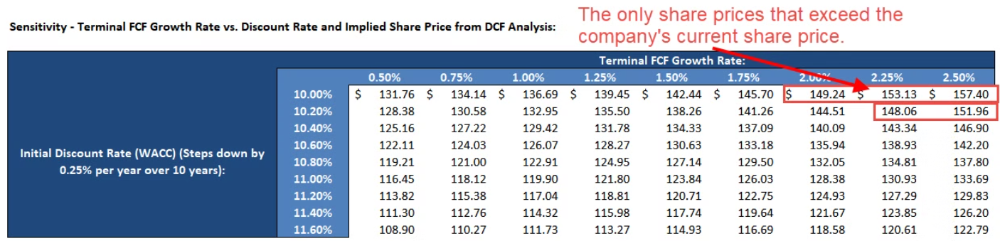 The only share prices that exceed the
company's current share price.
Sensitivity - Terminal FCF Growth Rate vs. Discount Rate and Implied Share Price from DCF Analysis:
Terminal FCF Growth Rate:
0.50% 0.75% 1.00% 1.25% 1.50% 1.75% 2.00% 2.25% 2.50%
10.00% $ 131.76 $ 134.14 $ 136.69 $ 139.45 $ 142.44 $ 145.70 $ 149.24 $ 153.13 $ 157.40
10.20% 128.38 130.58 132.95 135.50 138.26 141.26 144.51 148.06 151.96
10.40% 125.16 127.22 129.42 131.78 134.33 137.09 140.09 143.34 146.90
10.60% 122.11 124.03 126.07 128.27 130.63 133.18 135.94 138.93 142.20
Initial Discount Rate (WACC) (Steps down by
0.25% per year over 10 years):
10.80% 119.21 121.00 122.91 124.95 127.14 129.50 132.05 134.81 137.80
11.00% 116.45 118.12 119.90 121.80 123.84 126.03 128.38 130.93 133.69
11.20% 113.82 115.38 117.04 118.81 120.71 122.75 124.93 127.29 129.83
11.40% 111.30 112.76 114.32 115.98 117.74 119.64 121.67 123.85 126.20
11.60% 108.90 110.27 111.73 113.27 114.93 116.69 118.58 120.61 122.79